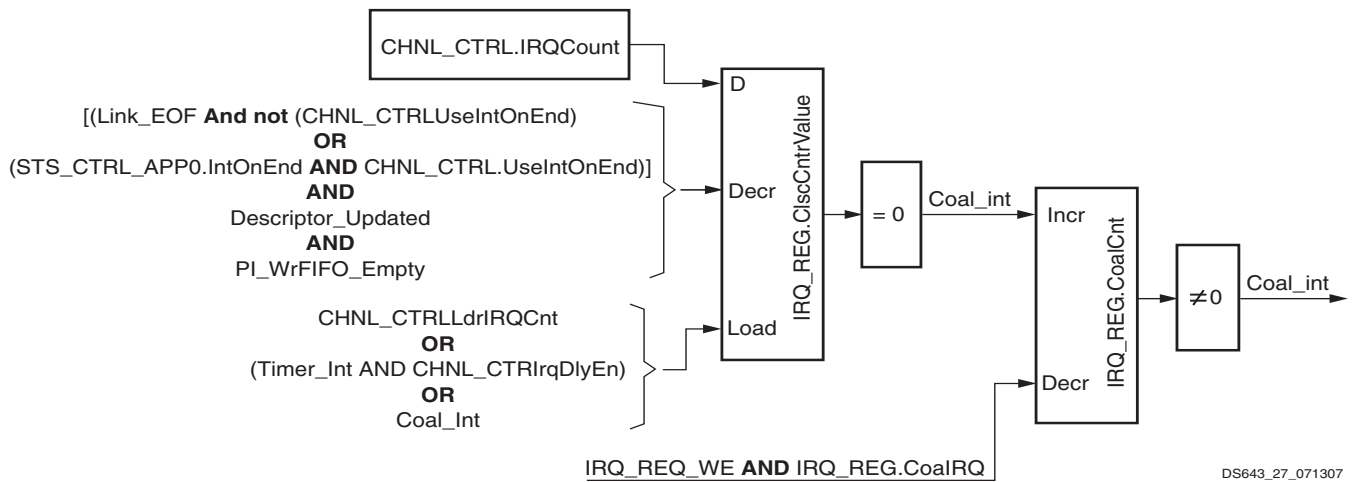 CHNL_CTRL.IRQCount
[(Link_EOF And not (CHNL_CTRLUseIntOnEnd)
OR
(STS_CTRL_APP0.IntOnEnd AND CHNL_CTRL.UseIntOnEnd)]
AND
Descriptor_Updated
AND
PI_WrFIFO_Empty
CHNL_CTRLLdrIRQCnt
OR
(Timer_Int AND CHNL_CTRIrqDlyEn)
OR
Coal_Int
D
Decr
Load
IRQ_REG.ClscCntrValue
= 0
Coal_int
Incr
Decr
IRQ_REG.CoalCnt
≠0
Coal_int
IRQ_REQ_WE AND IRQ_REG.CoalRQ
DS643_27_071307